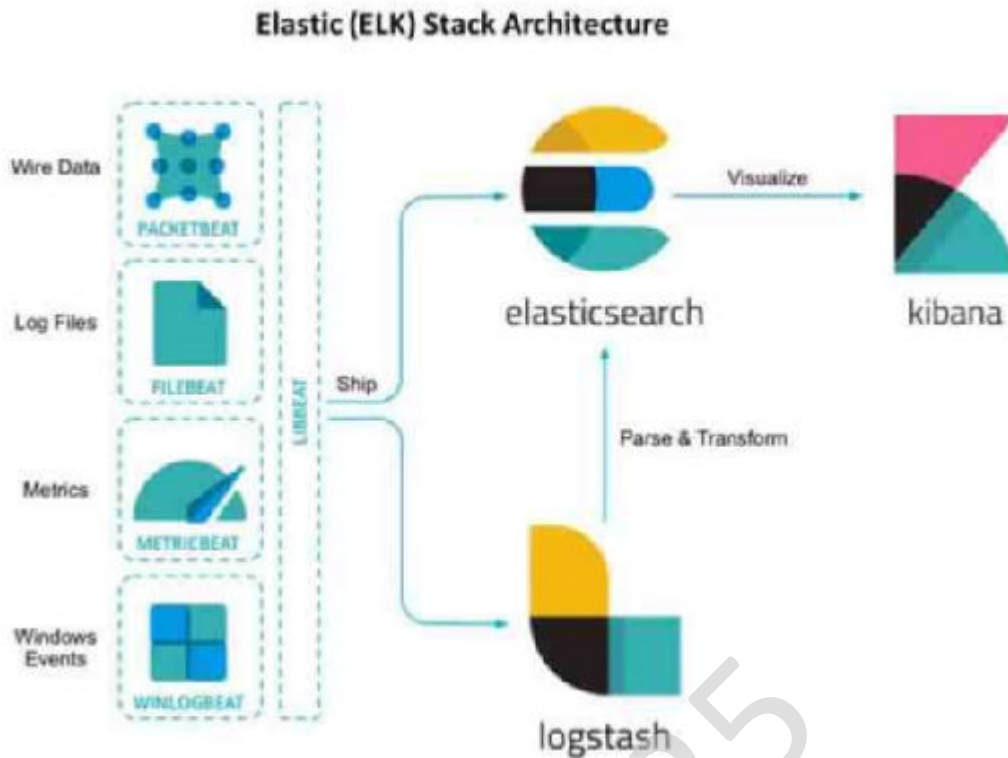 Elastic (ELK) Stack Architecture
Wire Data
PACKETBEAT
Log Files
FILEBEAT
Metrics
METRICBEAT
Windows
Events
WINLOGBEAT
LIBBEAT
Ship
elasticsearch
Visualize
kibana
Parse & Transform
logstash